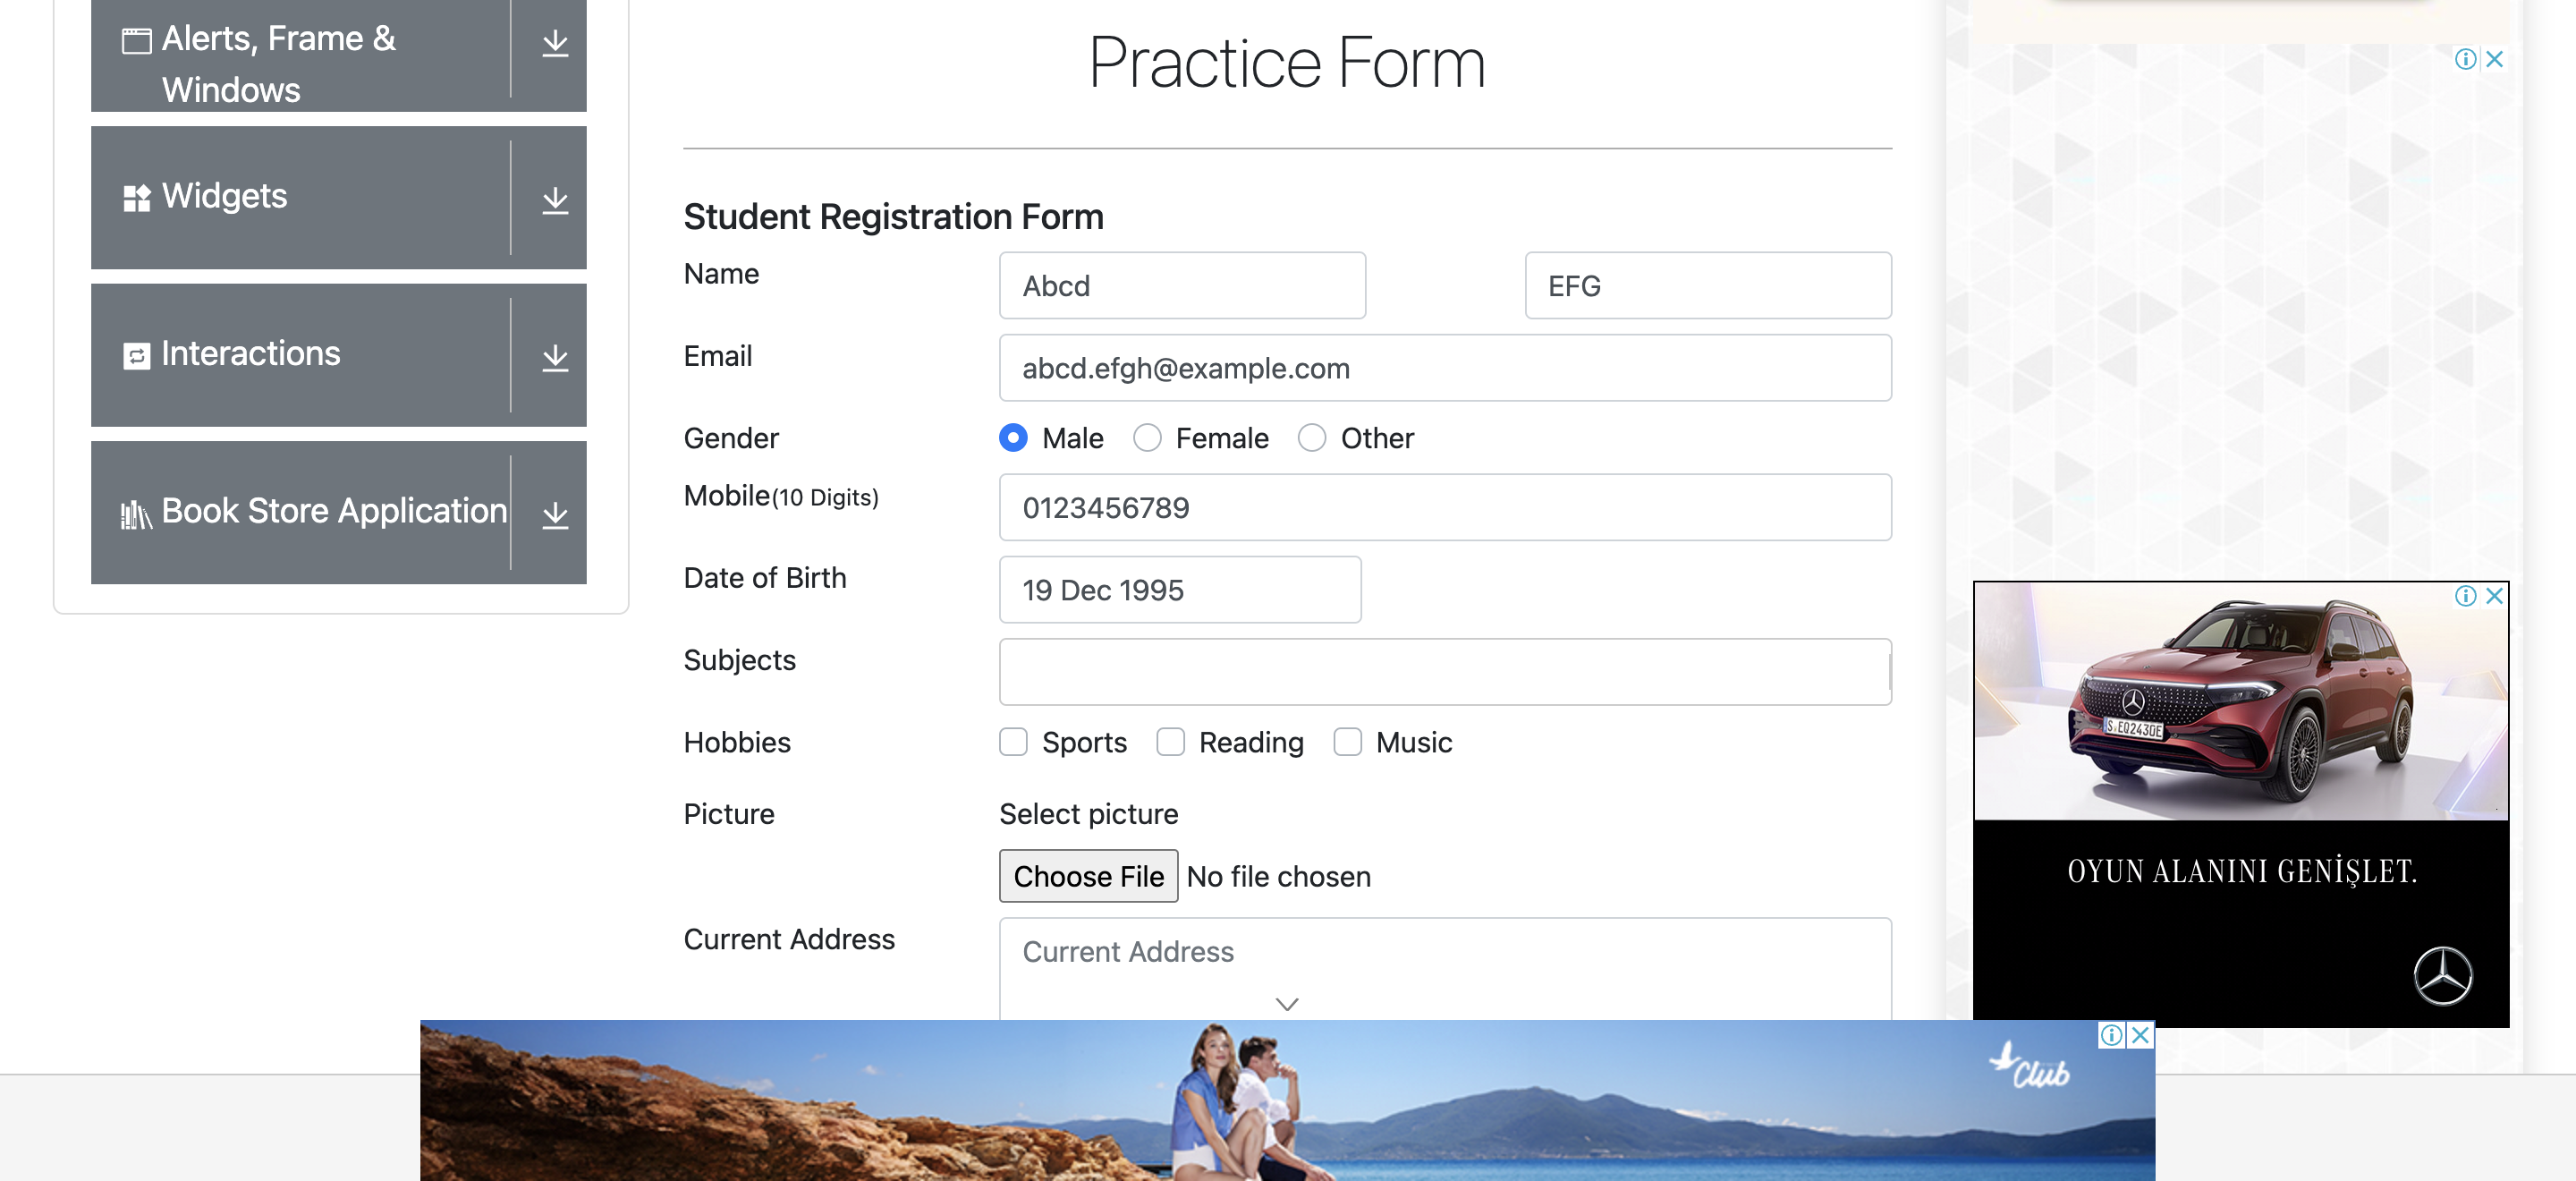 Alerts, Frame &
Windows
Widgets
Interactions
Book Store Application
Practice Form
Student Registration Form
Name
Abcd
EFG
Email
abcd.efgh@example.com
Gender
Male
Female
Other
Mobile(10 Digits)
0123456789
Date of Birth
19 Dec 1995
Subjects
Hobbies
Sports
Reading
Music
Picture
Select picture
Choose File
No file chosen
Current Address
Current Address
S EQ2430E
OYUN ALANINI GENİŞLET.
Club